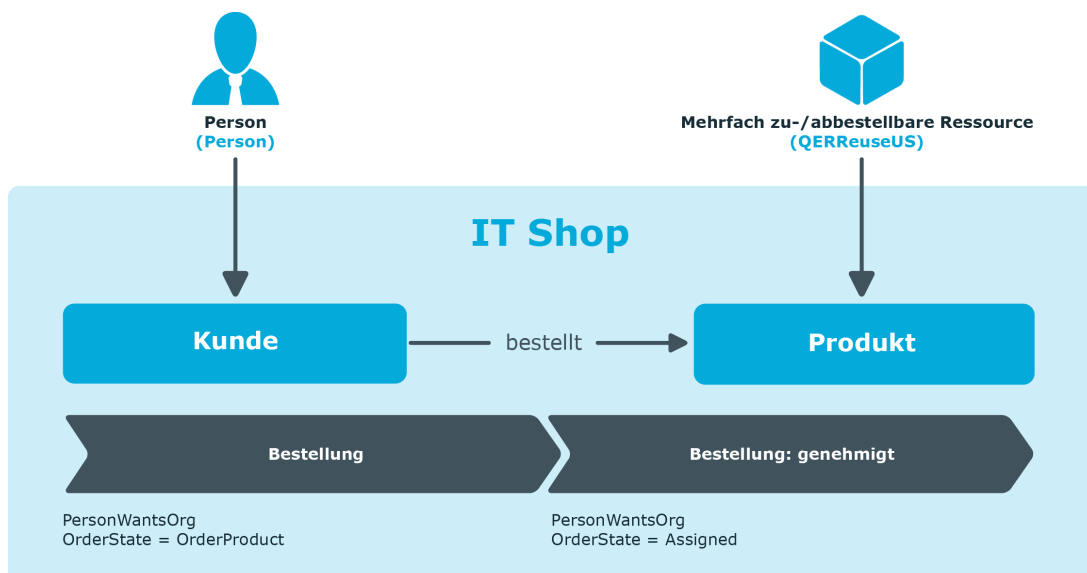 Person
(Person)
Mehrfach zu-/abbestellbare Ressource
(QERReuseUS)
IT Shop
Kunde
bestellt
Produkt
Bestellung
Bestellung: genehmigt
PersonWantsOrg
OrderState = OrderProduct
PersonWantsOrg
OrderState = Assigned